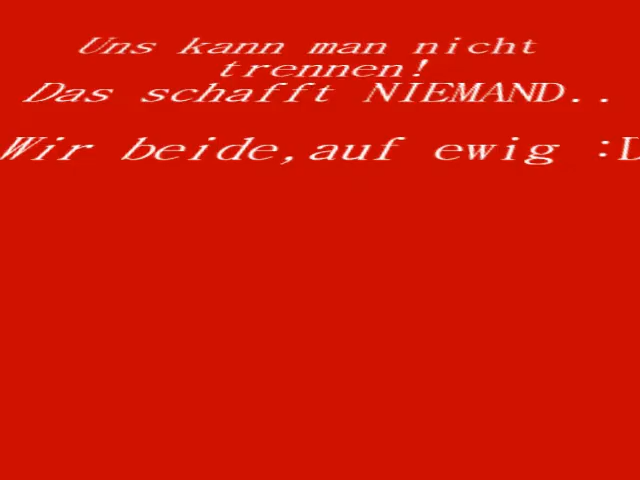 Uns kann man nicht
trennen!
Das schafft NIEMAND..
Wir beide,auf ewig :D